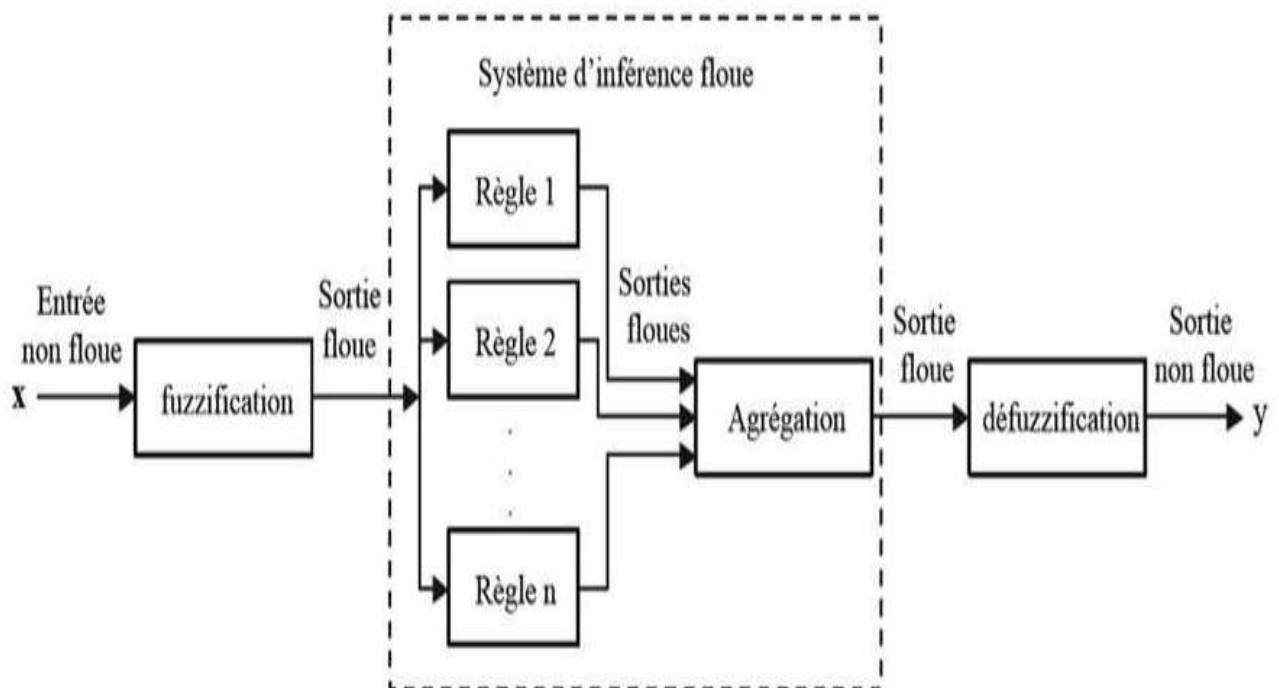 Système d'inférence floue
Règle 1
Entrée
non floue
x
fuzzification
Sortie
floue
Règle 2
Règle n
Sorties
floues
Agrégation
Sortie
floue
défuzzification
Sortie
non floue
y